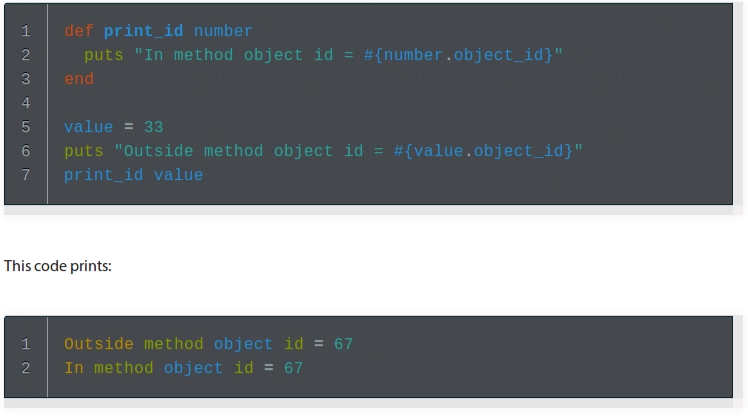 1 def print_id number
2   puts "In method object id = #{number.object_id}"
3 end
4
5 value = 33
6 puts "Outside method object id = #{value.object_id}"
7 print_id value
This code prints:
1 Outside method object id = 67
2 In method object id = 67